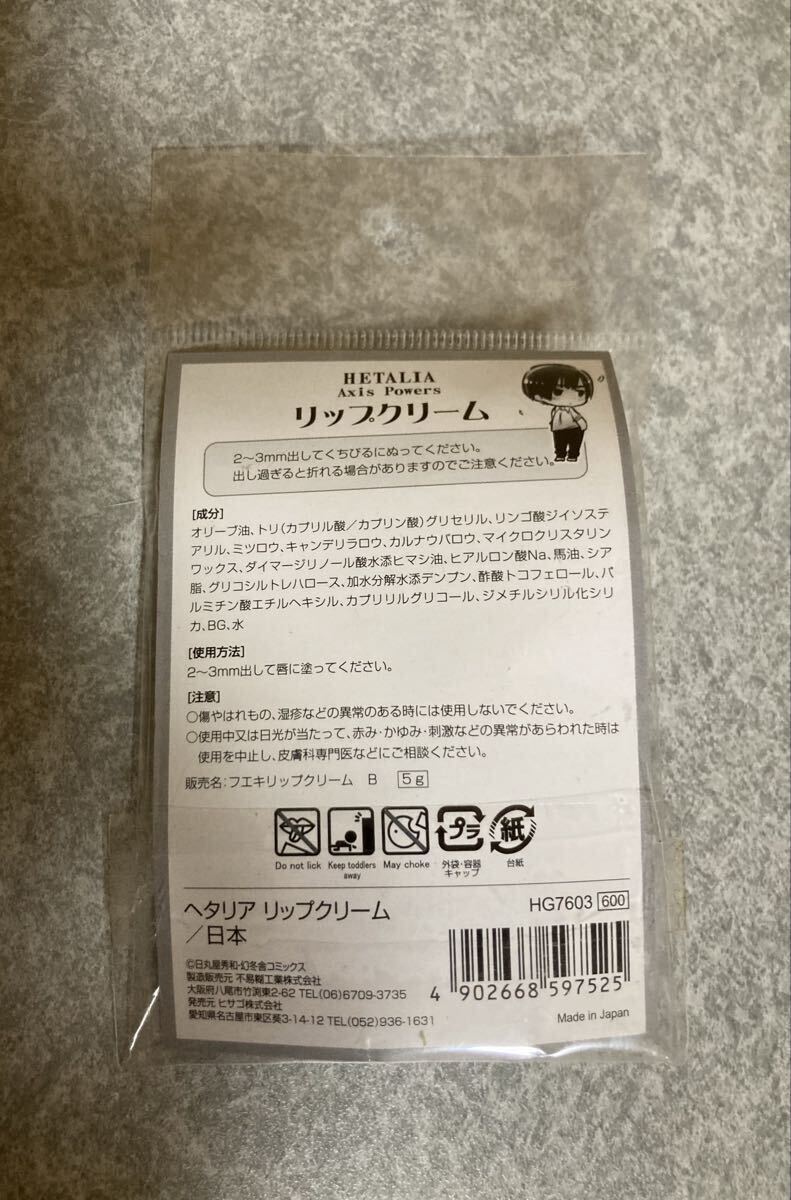 HETALIA
Axis Powers
リップクリーム
2〜3mm出してくちびるにぬってください。
出し過ぎると折れる場合がありますのでご注意ください。
[成分]
オリーブ油、トリ(カプリル酸/カプリン酸)グリセリル、リンゴ酸ジイソステ
アリル、ミツロウ、キャンデリラロウ、カルナウバロウ、マイクロクリスタリン
ワックス、ダイマージリノール酸水添ヒマシ油、ヒアルロン酸Na、馬油、シア
脂、グリコシルトレハロース、加水分解水添デンプン、酢酸トコフェロール、パ
ルミチン酸エチルヘキシル、カプリリルグリコール、ジメチルシリル化シリ
カ、BG、水
[使用方法]
2〜3mm出して唇に塗ってください。
[注意]
○傷やはれもの、湿疹などの異常のある時には使用しないでください。
○使用中又は日光が当たって、赤み・かゆみ・刺激などの異常があらわれた時は
使用を中止し、皮膚科専門医などにご相談ください。
販売名:フエキリップクリーム B 5g
Do not lick
Keep toddlers
away
May choke
プラ
外袋・容器
キャップ
紙
台紙
ヘタリア リップクリーム
/日本
HG7603 600
©日丸屋秀和・幻冬舎コミックス
製造販売元 不易糊工業株式会社
大阪府八尾市竹渕東2-62 TEL(06)6709-3735
発売元 ヒサゴ株式会社
愛知県名古屋市東区葵3-14-12 TEL(052)936-1631
4 902668 597525
Made in Japan